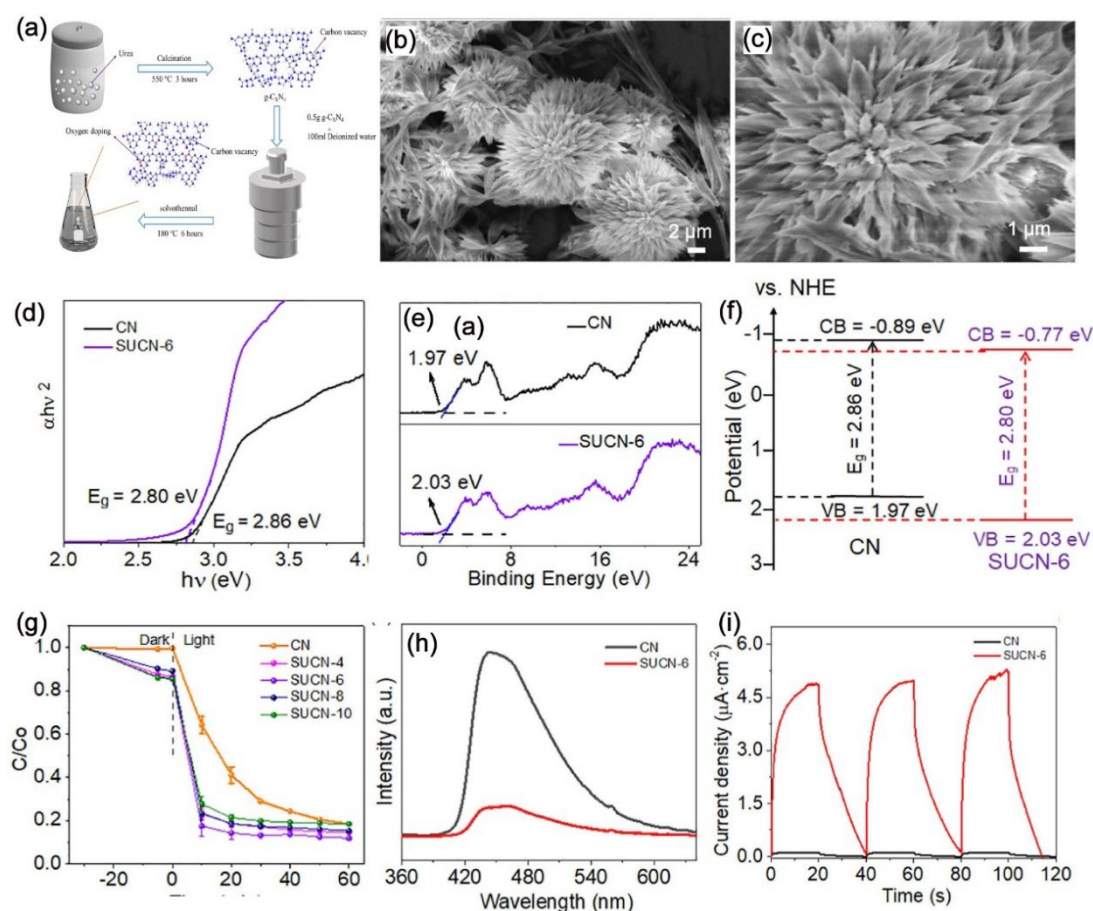 (a)
Urea
Calcination
550 °C 3 hours
Carbon vacancy
g-C3N4
0.5g g-C3N4
+
100ml Deionized water
Oxygen doping
Carbon vacancy
solvothermal
180 °C 6 hours
(b)
2 μm
(c)
1 μm
(d)
CN
SUCN-6
αhν 2
Eg = 2.80 eV
Eg = 2.86 eV
2.0 2.5 3.0 3.5 4.0
hν (eV)
(e)
(a)
CN
1.97 eV
SUCN-6
2.03 eV
0 8 16 24
Binding Energy (eV)
vs. NHE
(f)
CB = -0.89 eV
CB = -0.77 eV
-1
0
1
2
3
Potential (eV)
Eg = 2.86 eV
Eg = 2.80 eV
VB = 1.97 eV
VB = 2.03 eV
CN
SUCN-6
(g)
Dark
Light
CN
SUCN-4
SUCN-6
SUCN-8
SUCN-10
C/Co
1.0
0.8
0.6
0.4
0.2
0.0
-20 0 20 40 60
(h)
CN
SUCN-6
Intensity (a.u.)
360 420 480 540 600
Wavelength (nm)
(i)
CN
SUCN-6
Current density (μA·cm-2)
6.0
4.5
3.0
1.5
0.0
0 20 40 60 80 100 120
Time (s)